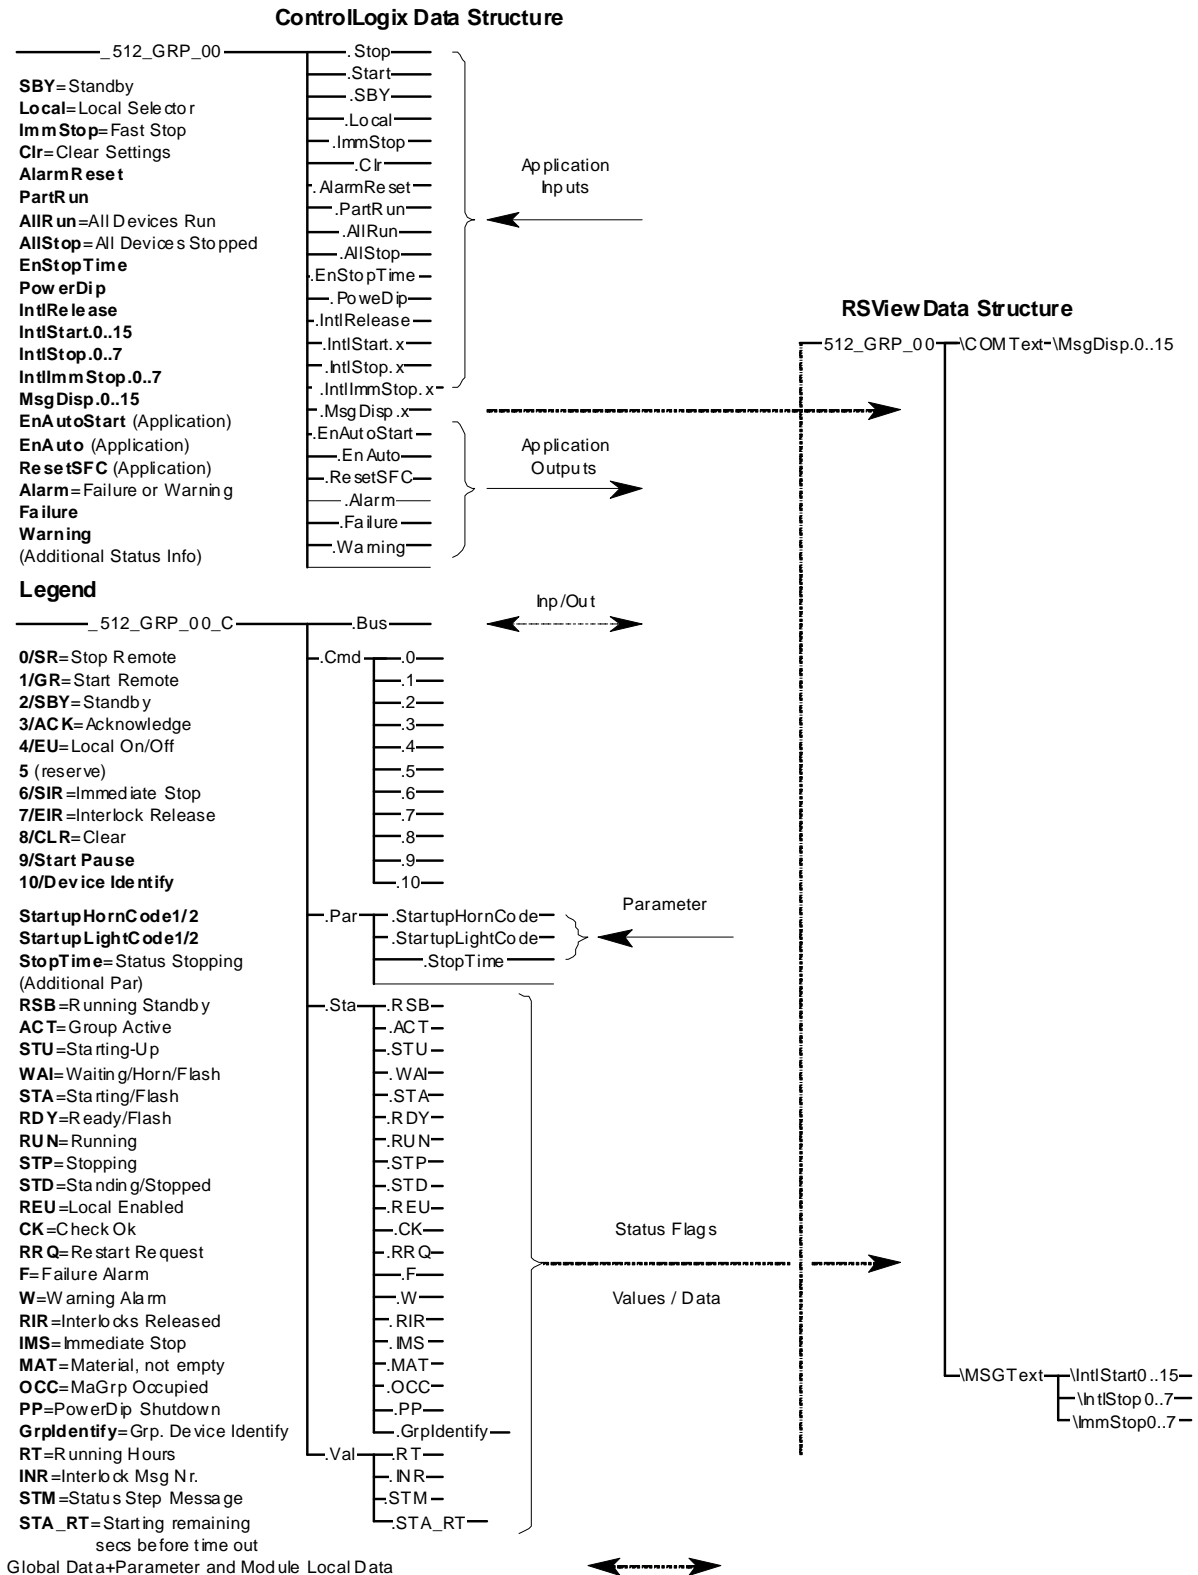 ControlLogix Data Structure
_512_GRP_00
SBY=Standby
Local=Local Selector
ImmStop=Fast Stop
Clr=Clear Settings
AlarmReset
PartRun
AllRun=All Devices Run
AllStop=All Devices Stopped
EnStopTime
PowerDip
IntlRelease
IntlStart.0..15
IntlStop.0..7
IntlImmStop.0..7
MsgDisp.0..15
EnAutoStart (Application)
EnAuto (Application)
ResetSFC (Application)
Alarm=Failure or Warning
Failure
Warning
(Additional Status Info)
.Stop
.Start
.SBY
.Local
.ImmStop
.Clr
.AlarmReset
.PartRun
.AllRun
.AllStop
.EnStopTime
.PoweDip
.IntlRelease
.IntlStart.x
.IntlStop.x
.IntlImmStop.x
.MsgDisp.x
.EnAutoStart
.EnAuto
.ResetSFC
.Alarm
.Failure
.Warning
Application
Inputs
Application
Outputs
RSView Data Structure
512_GRP_00
\COMText
\MsgDisp.0..15
Legend
_512_GRP_00_C
.Bus
Inp/Out
0/SR=Stop Remote
1/GR=Start Remote
2/SBY=Standby
3/ACK=Acknowledge
4/EU=Local On/Off
5 (reserve)
6/SIR=Immediate Stop
7/EIR=Interlock Release
8/CLR=Clear
9/Start Pause
10/Device Identify
.Cmd
.0
.1
.2
.3
.4
.5
.6
.7
.8
.9
.10
StartupHornCode1/2
StartupLightCode1/2
StopTime=Status Stopping
(Additional Par)
.Par
.StartupHornCode
.StartupLightCode
.StopTime
Parameter
RSB=Running Standby
ACT=Group Active
STU=Starting-Up
WAI=Waiting/Horn/Flash
STA=Starting/Flash
RDY=Ready/Flash
RUN=Running
STP=Stopping
STD=Standing/Stopped
REU=Local Enabled
CK=Check Ok
RRQ=Restart Request
F=Failure Alarm
W=Warning Alarm
RIR=Interlocks Released
IMS=Immediate Stop
MAT=Material, not empty
OCC=MaGrp Occupied
PP=PowerDip Shutdown
GrpIdentify=Grp. Device Identify
RT=Running Hours
INR=Interlock Msg Nr.
STM=Status Step Message
STA_RT=Starting remaining
secs before time out
.Sta
.RSB
.ACT
.STU
.WAI
.STA
.RDY
.RUN
.STP
.STD
.REU
.CK
.RRQ
.F
.W
.RIR
.IMS
.MAT
.OCC
.PP
.GrpIdentify
.Val
.RT
.INR
.STM
.STA_RT
Status Flags
Values / Data
\MSGText
\IntlStart0..15
\IntlStop0..7
\ImmStop0..7
Global Data+Parameter and Module Local Data